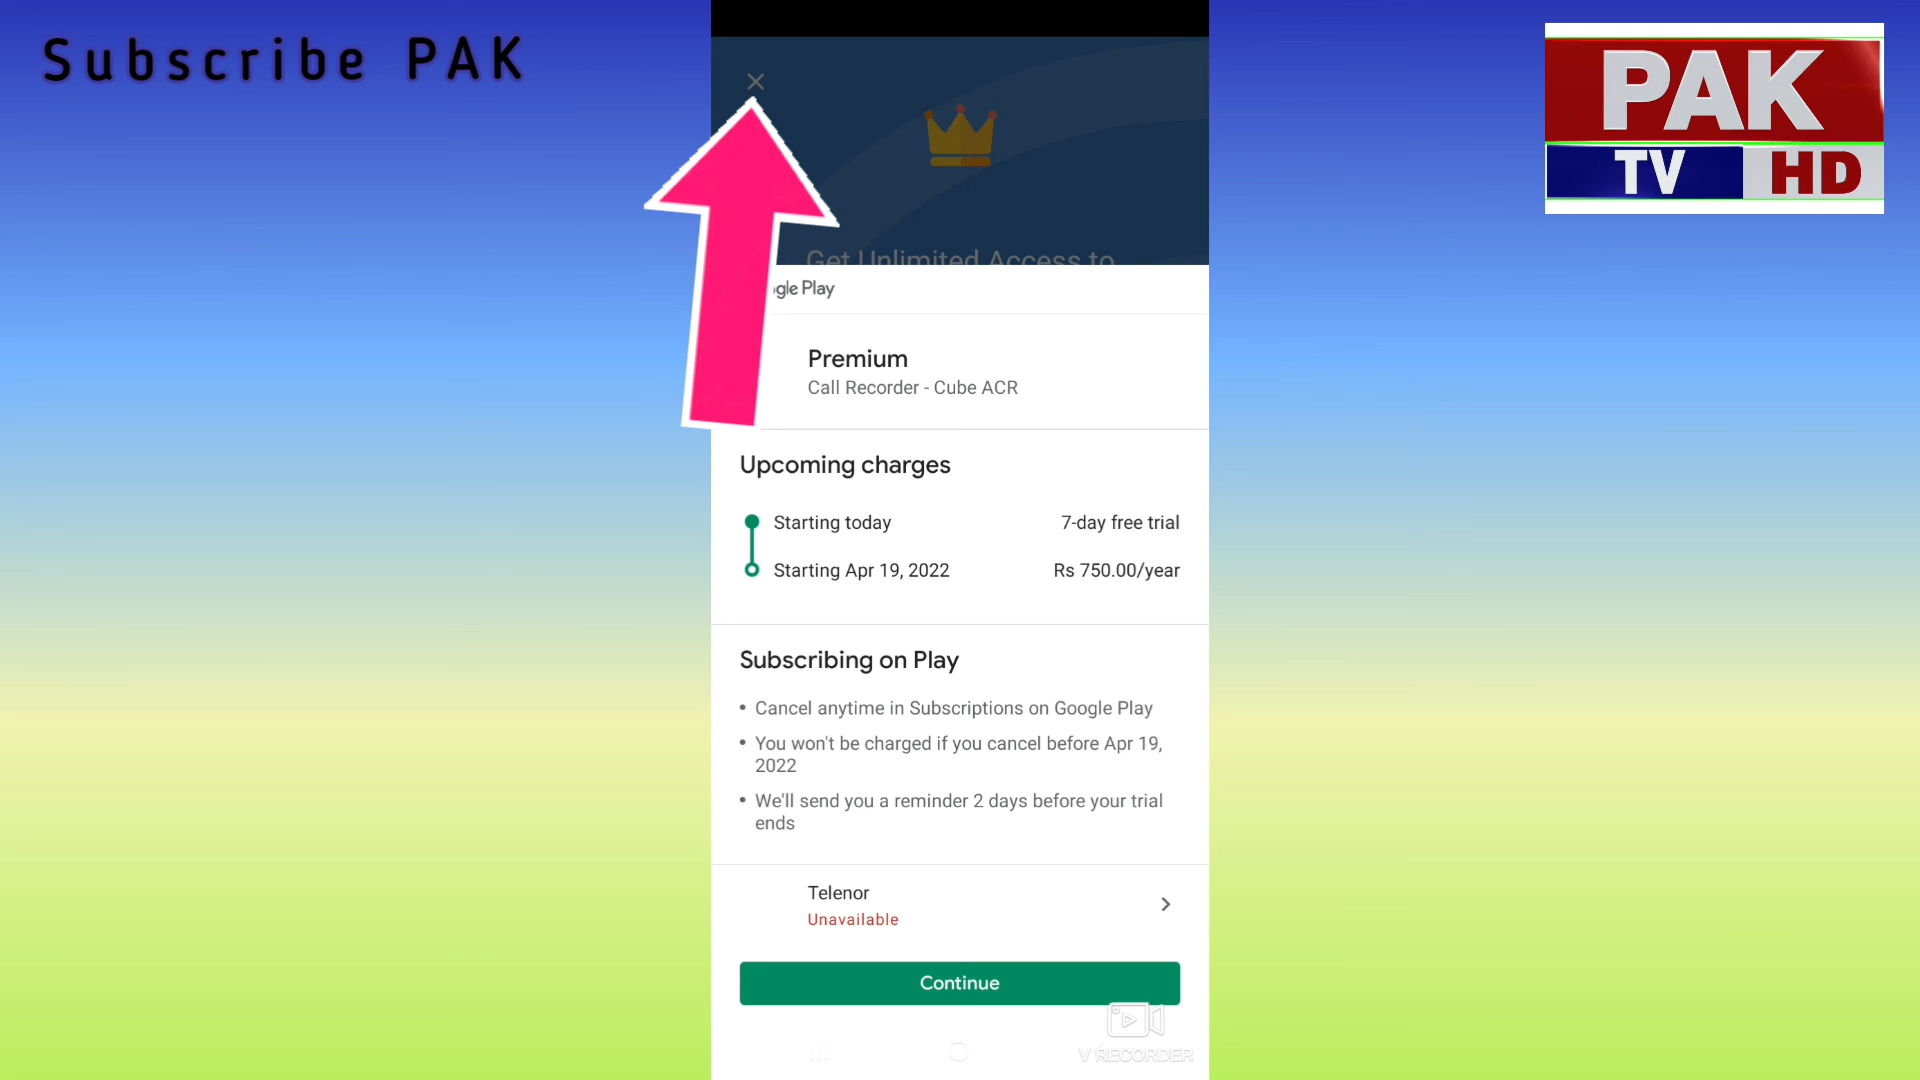 Subscribe PAK
PAK
TV HD
Get Unlimited Access to
gle Play
Premium
Call Recorder - Cube ACR
Upcoming charges
Starting today 7-day free trial
Starting Apr 19, 2022 Rs 750.00/year
Subscribing on Play
• Cancel anytime in Subscriptions on Google Play
• You won't be charged if you cancel before Apr 19,
2022
• We'll send you a reminder 2 days before your trial
ends
Telenor
Unavailable
Continue
V RECORDER